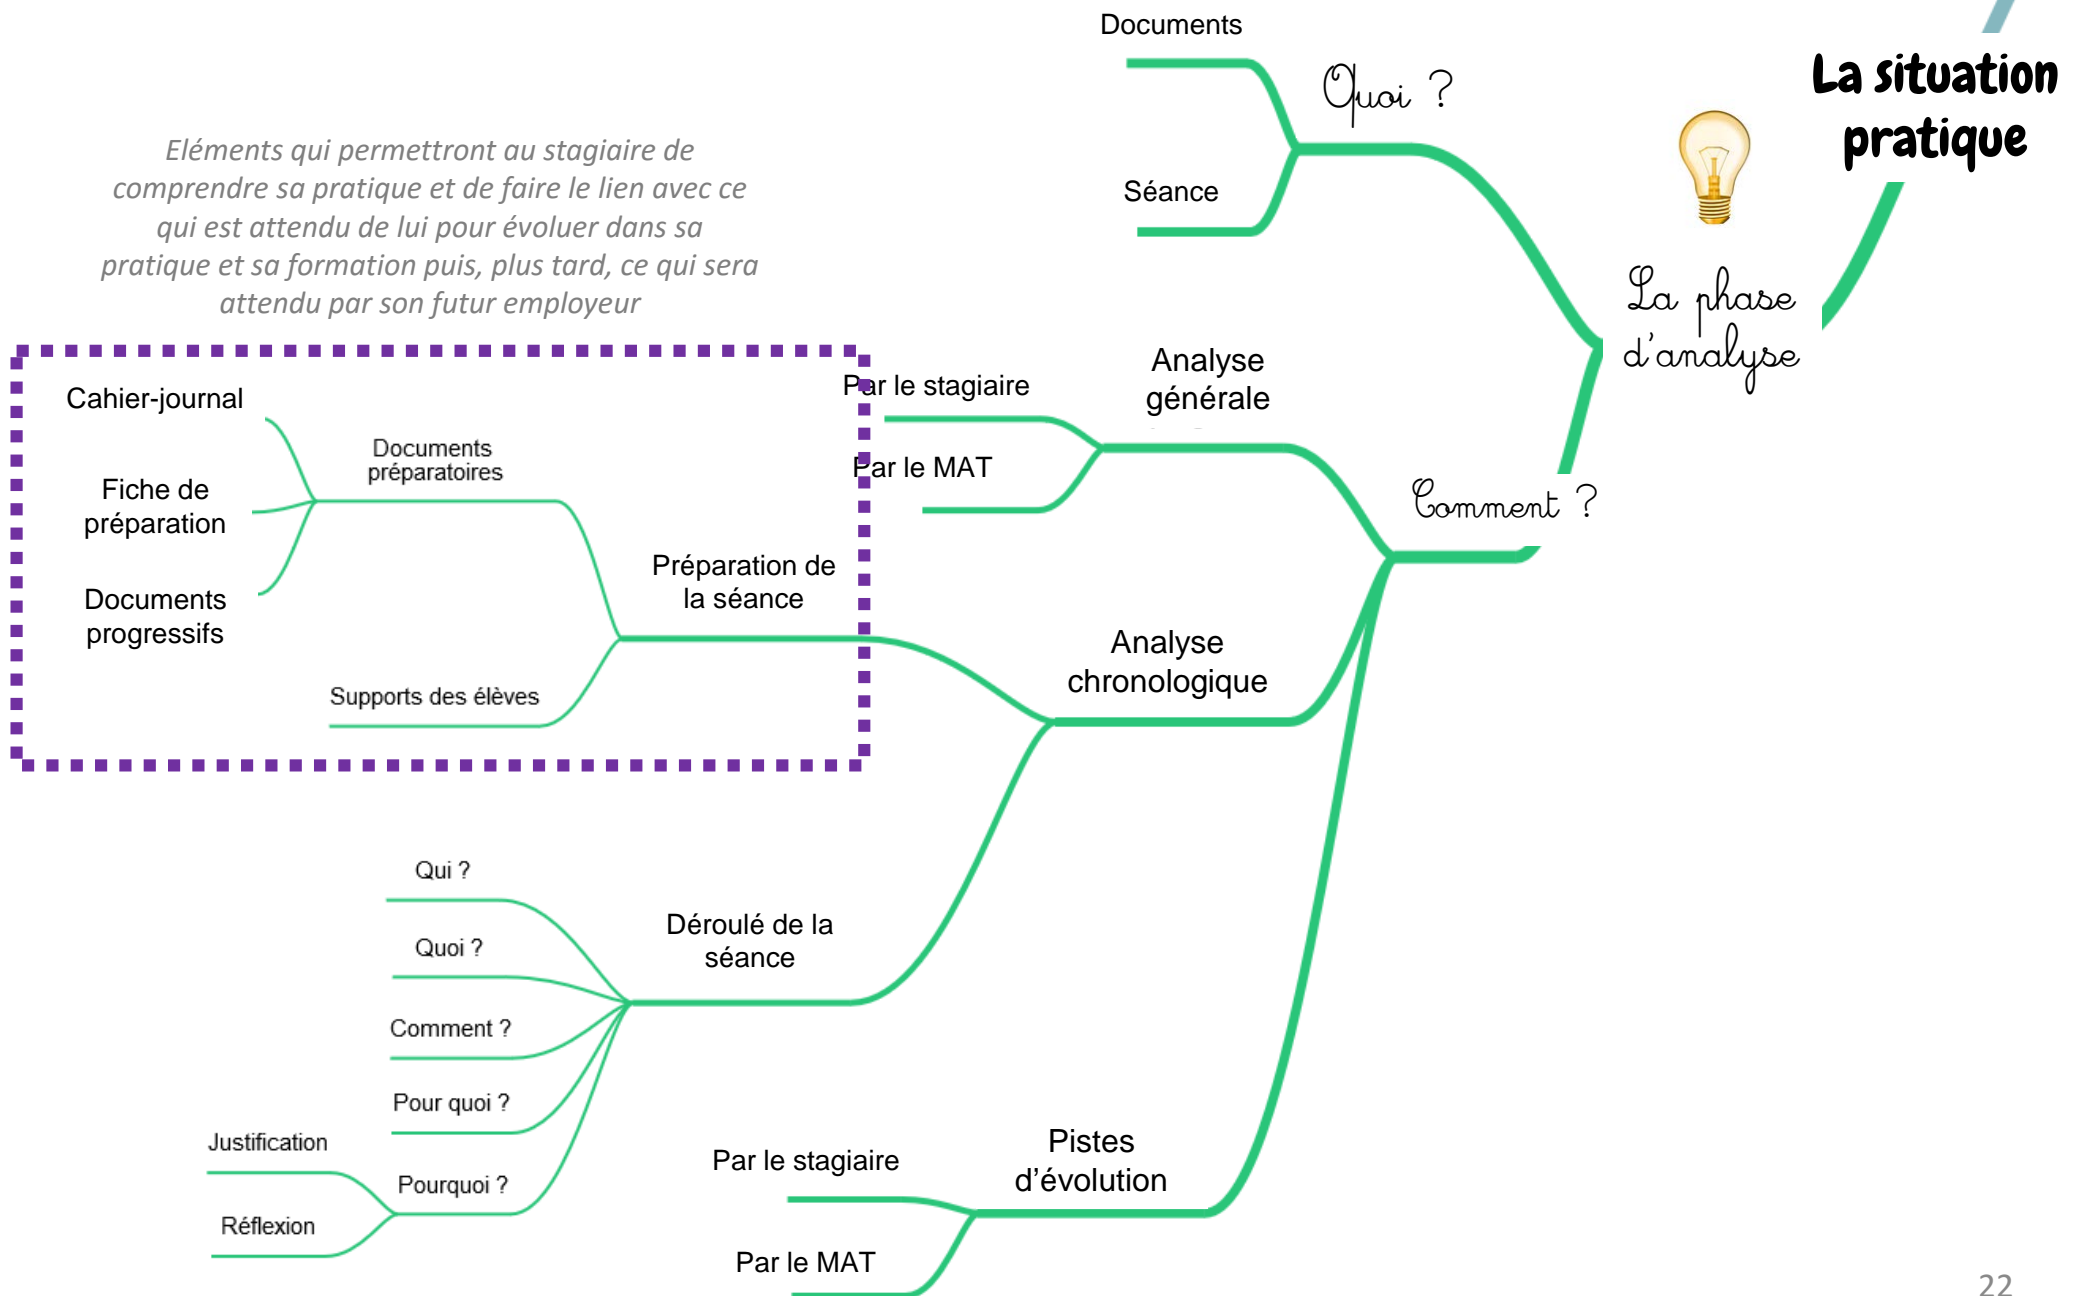 La situation
pratique
La phase
d'analyse
Quoi ?
Documents
Séance
Comment ?
Analyse
générale
Par le stagiaire
Par le MAT
Analyse
chronologique
Eléments qui permettront au stagiaire de
comprendre sa pratique et de faire le lien avec ce
qui est attendu de lui pour évoluer dans sa
pratique et sa formation puis, plus tard, ce qui sera
attendu par son futur employeur
Préparation de
la séance
Documents
préparatoires
Cahier-journal
Fiche de
préparation
Documents
progressifs
Supports des élèves
Déroulé de la
séance
Qui ?
Quoi ?
Comment ?
Pour quoi ?
Pourquoi ?
Justification
Réflexion
Pistes
d’évolution
Par le stagiaire
Par le MAT
22